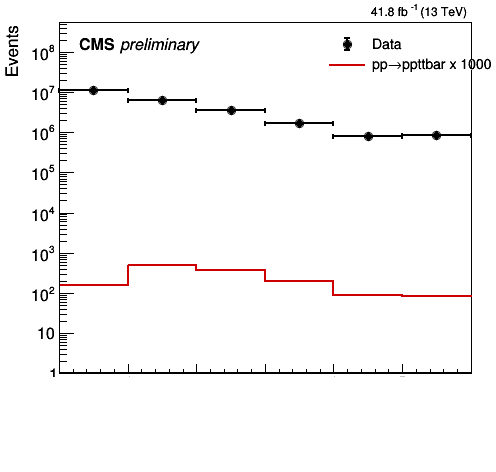 41.8 fb⁻¹ (13 TeV)
Events
CMS preliminary
Data
pp→ppttbar x 1000
10⁸
10⁷
10⁶
10⁵
10⁴
10³
10²
10
1